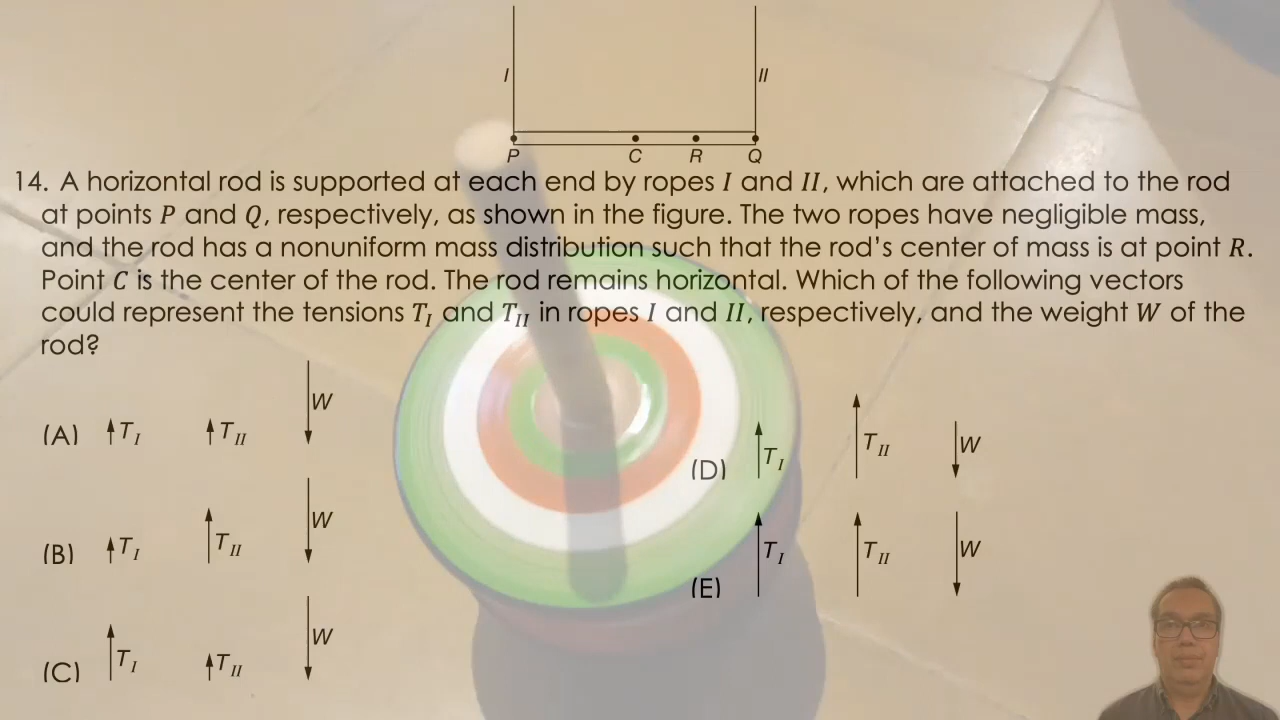 I
II
P C R Q
14. A horizontal rod is supported at each end by ropes I and II, which are attached to the rod
at points P and Q, respectively, as shown in the figure. The two ropes have negligible mass,
and the rod has a nonuniform mass distribution such that the rod's center of mass is at point R.
Point C is the center of the rod. The rod remains horizontal. Which of the following vectors
could represent the tensions T_I and T_II in ropes I and II, respectively, and the weight W of the
rod?
(A) T_I T_II W
(B) T_I T_II W
(C) T_I T_II W
(D) T_I T_II W
(E) T_I T_II W